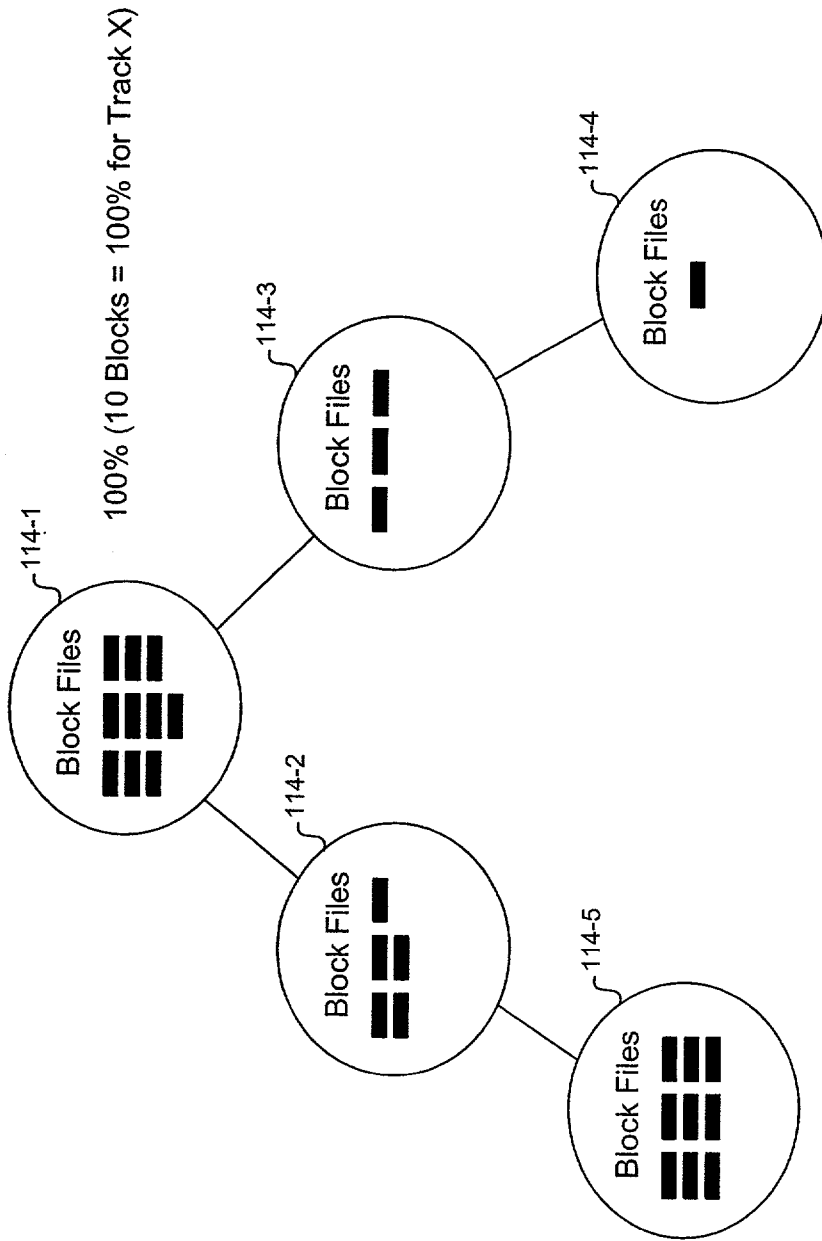 114-1
Block Files
100% (10 Blocks = 100% for Track X)
114-2
Block Files
114-3
Block Files
114-5
Block Files
114-4
Block Files